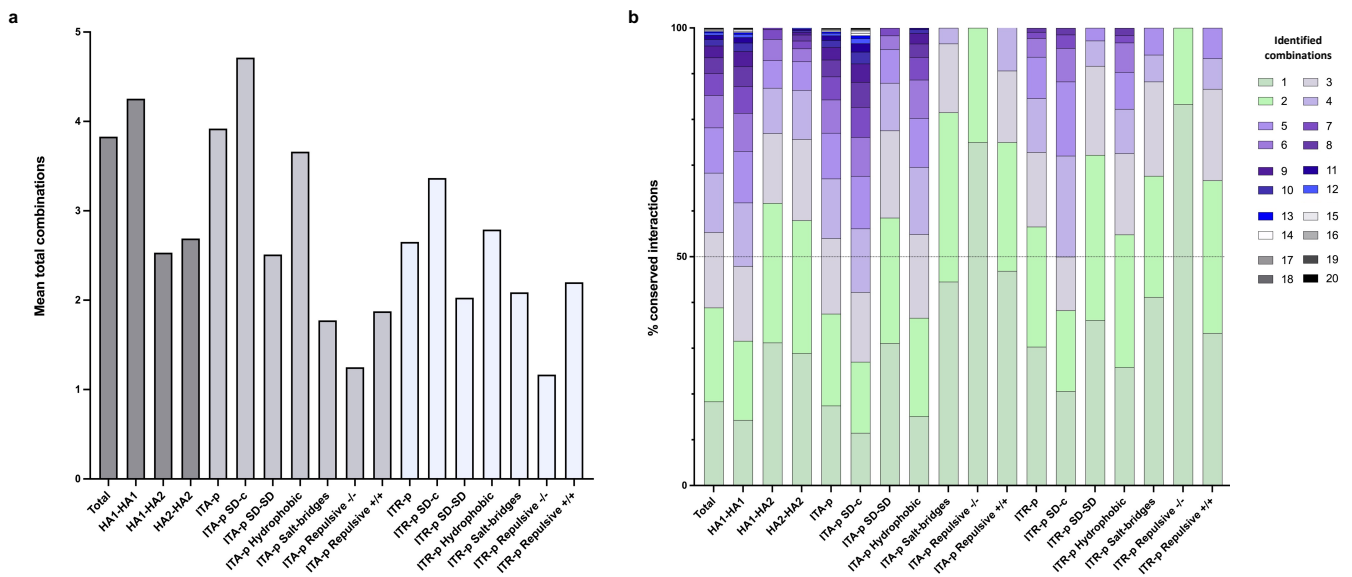 a
b
Mean total combinations
5
4
3
2
1
0
Total
HA1-HA1
HA1-HA2
HA2-HA2
ITA-p
ITA-p SD-c
ITA-p SD-SD
ITA-p Hydrophobic
ITA-p Salt-bridges
ITA-p Repulsive -/-
ITA-p Repulsive +/+
ITR-p
ITR-p SD-c
ITR-p SD-SD
ITR-p Hydrophobic
ITR-p Salt-bridges
ITR-p Repulsive -/-
ITR-p Repulsive +/+
% conserved interactions
100
50
0
Total
HA1-HA1
HA1-HA2
HA2-HA2
ITA-p
ITA-p SD-c
ITA-p SD-SD
ITA-p Hydrophobic
ITA-p Salt-bridges
ITA-p Repulsive -/-
ITA-p Repulsive +/+
ITR-p
ITR-p SD-c
ITR-p SD-SD
ITR-p Hydrophobic
ITR-p Salt-bridges
ITR-p Repulsive -/-
ITR-p Repulsive +/+
Identified
combinations
1 3
2 4
5 7
6 8
9 11
10 12
13 15
14 16
17 19
18 20